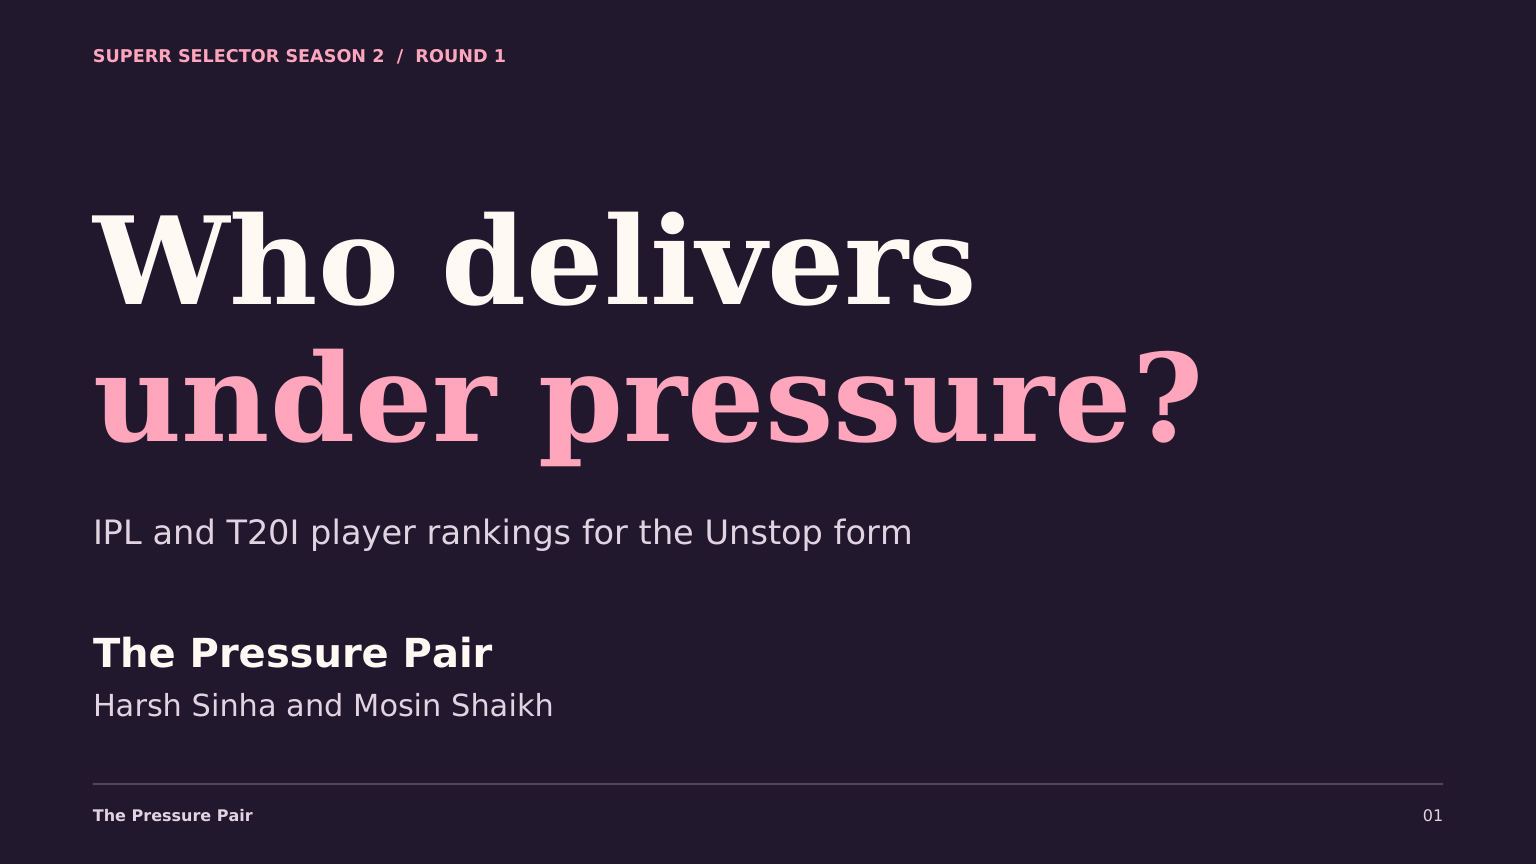 SUPERR SELECTOR SEASON 2 / ROUND 1
Who delivers
under pressure?
IPL and T20I player rankings for the Unstop form
The Pressure Pair
Harsh Sinha and Mosin Shaikh
The Pressure Pair
01